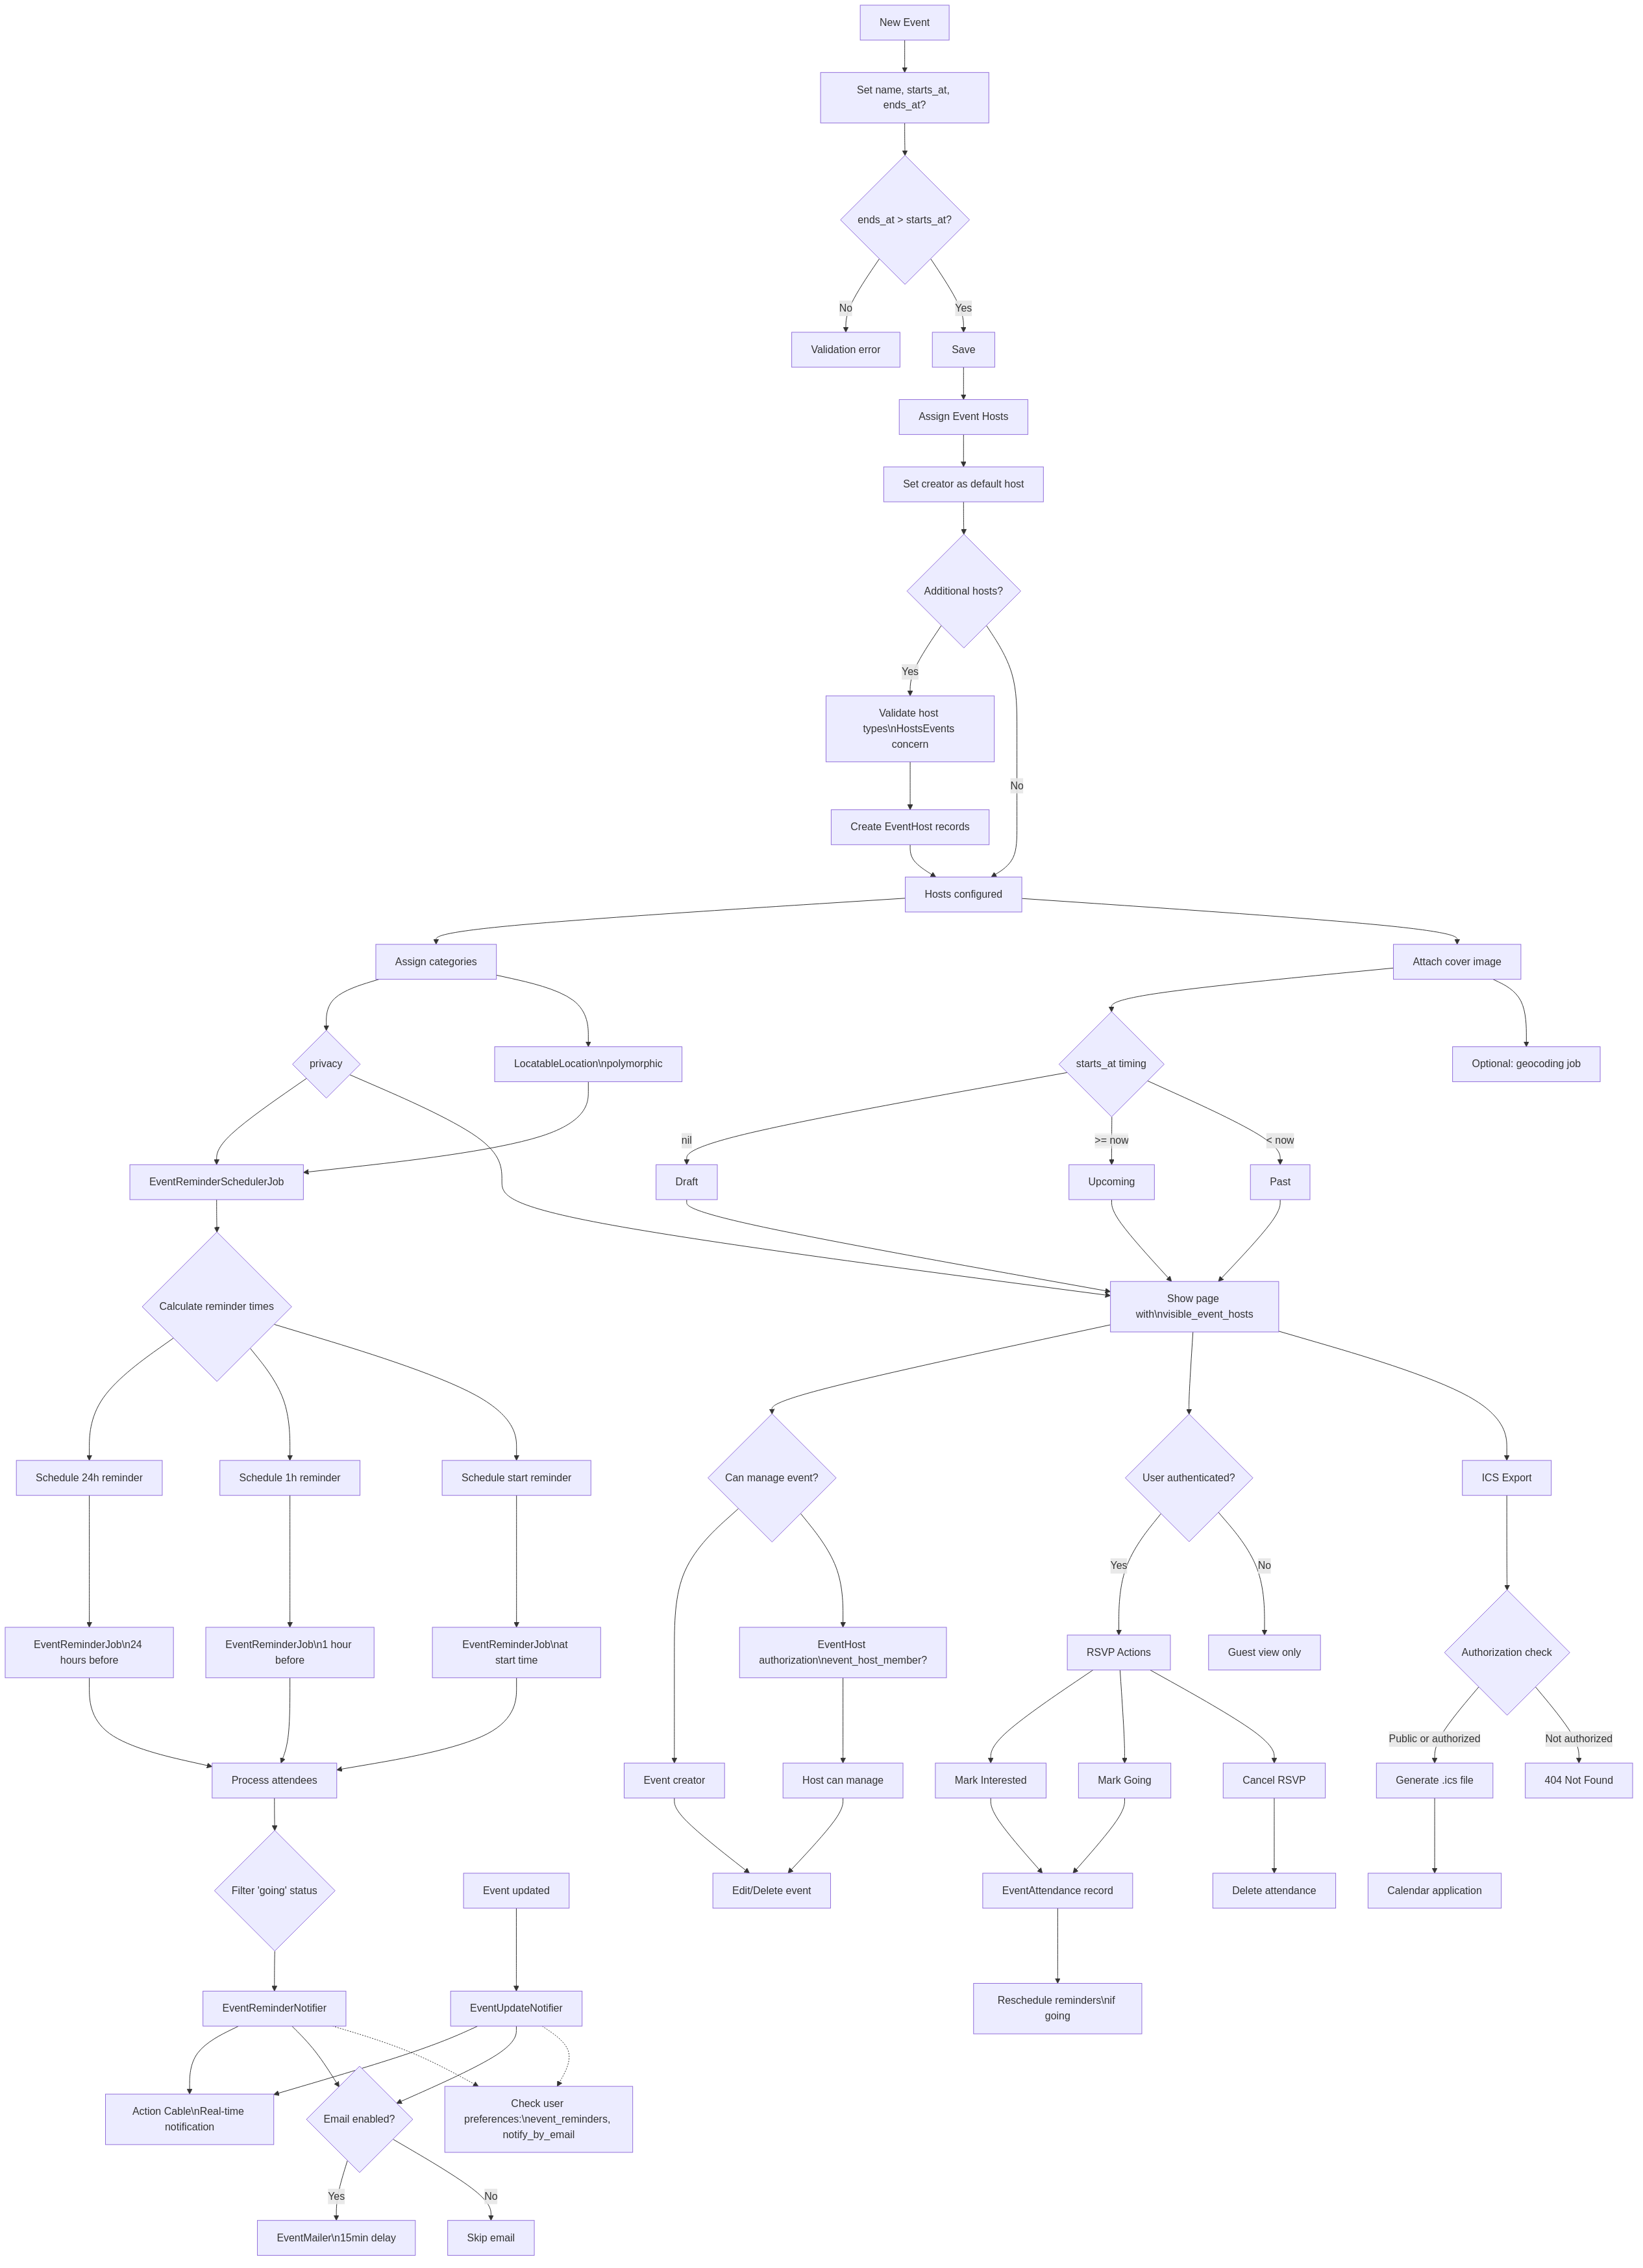 New Event
Set name, starts_at,
ends_at?
ends_at > starts_at?
No
Yes
Validation error
Save
Assign Event Hosts
Set creator as default host
Additional hosts?
Yes
Validate host
types\nHostsEvents
concern
No
Create EventHost records
Hosts configured
Assign categories
Attach cover image
privacy
LocatableLocation\npolymorphic
starts_at timing
Optional: geocoding job
nil
>= now
< now
EventReminderSchedulerJob
Draft
Upcoming
Past
Calculate reminder times
Show page
with\nvisible_event_hosts
Schedule 24h reminder
Schedule 1h reminder
Schedule start reminder
Can manage event?
User authenticated?
ICS Export
Yes
No
EventReminderJob\n24
hours before
EventReminderJob\n1 hour
before
EventReminderJob\nat
start time
EventHost
authorization\nevent_host_member?
RSVP Actions
Guest view only
Authorization check
Public or authorized
Not authorized
Process attendees
Event creator
Host can manage
Mark Interested
Mark Going
Cancel RSVP
Generate .ics file
404 Not Found
Filter 'going' status
Event updated
Edit/Delete event
EventAttendance record
Delete attendance
Calendar application
EventReminderNotifier
EventUpdateNotifier
Reschedule reminders\nif
going
Action Cable\nReal-time
notification
Email enabled?
Check user
preferences:\nevent_reminders,
notify_by_email
Yes
No
EventMailer\n15min delay
Skip email